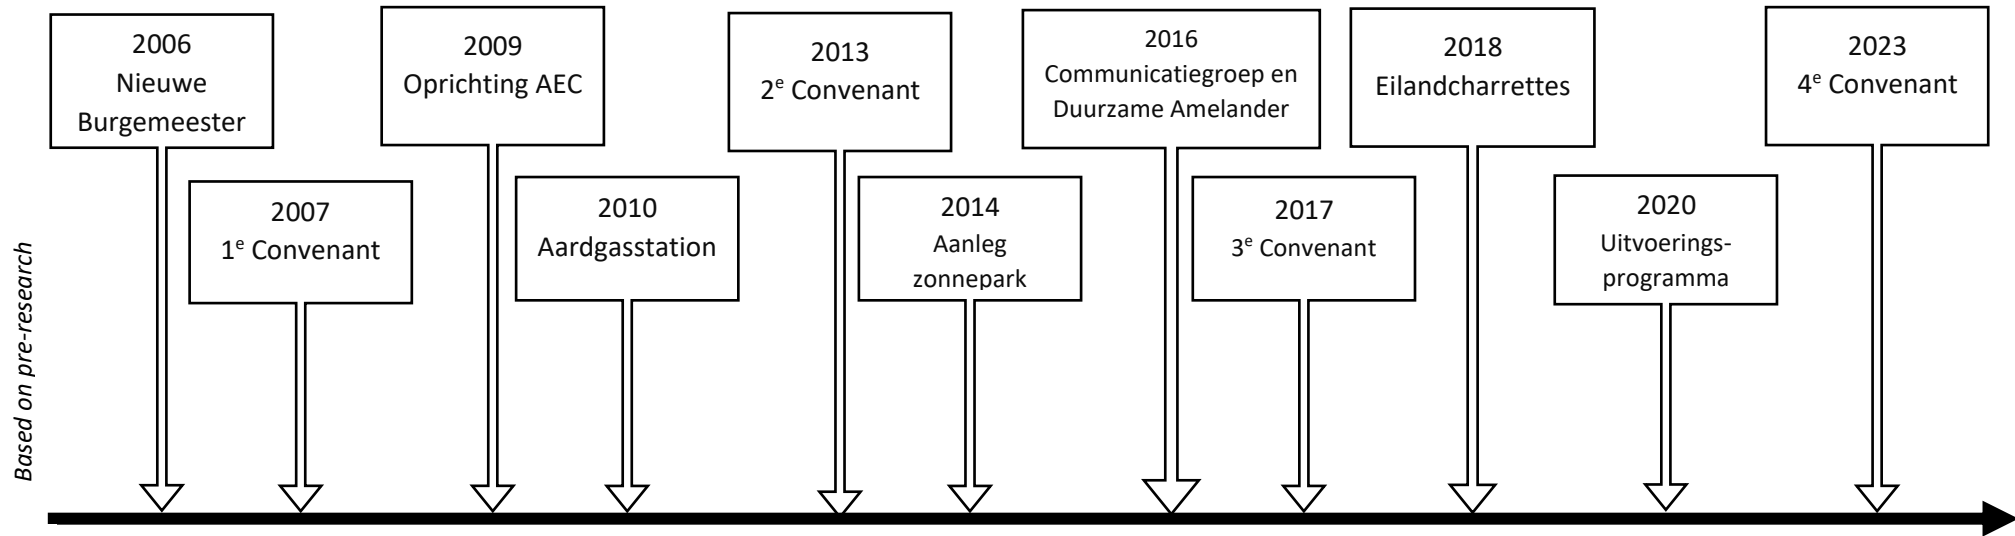 2006
Nieuwe
Burgemeester
2007
1e Convenant
2009
Oprichting AEC
2010
Aardgasstation
2013
2e Convenant
2014
Aanleg
zonnepark
2016
Communicatiegroep en
Duurzame Amelander
2017
3e Convenant
2018
Eilandcharrettes
2020
Uitvoerings-
programma
2023
4e Convenant
Based on pre-research